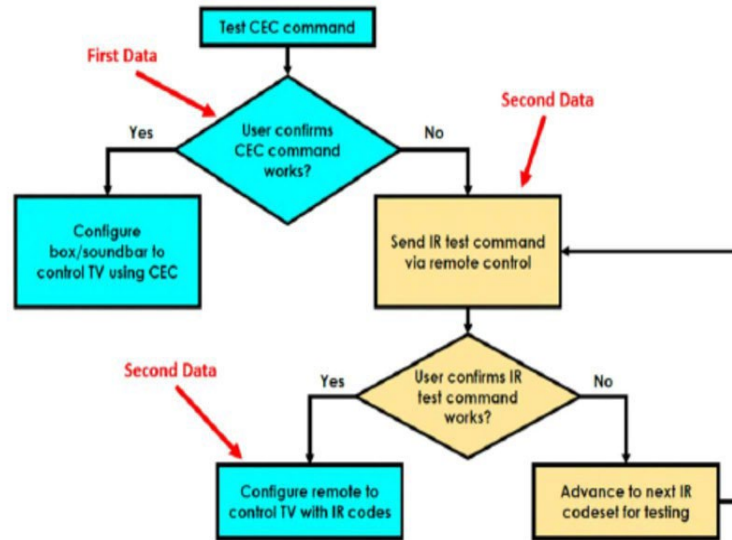 Test CEC command
First Data
Second Data
Yes
User confirms
CEC command
works?
No
Configure
box/soundbar to
control TV using CEC
Send IR test command
via remote control
Second Data
Yes
User confirms IR
test command
works?
No
Configure remote to
control TV with IR codes
Advance to next IR
codeset for testing